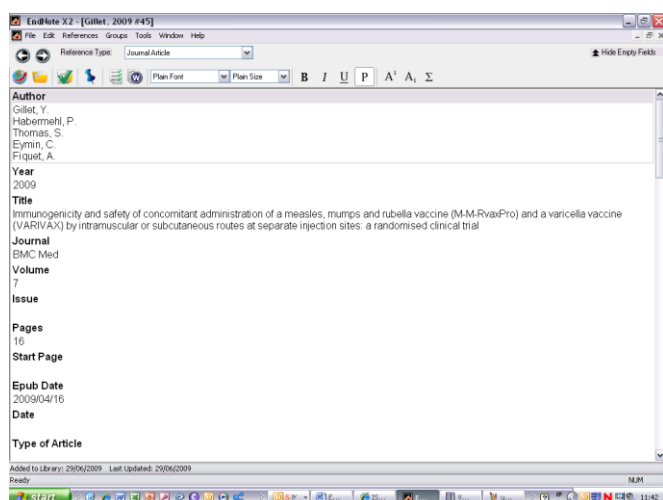 EndNote X2 - [Gillet, 2009 #45]
File Edit References Groups Tools Window Help
Reference Type: Journal Article
Hide Empty Fields
Plain Font Plain Size B I U P A¹ A₁ Σ
Author
Gillet, Y.
Habermehl, P.
Thomas, S.
Eymin, C.
Fiquet, A.
Year
2009
Title
Immunogenicity and safety of concomitant administration of a measles, mumps and rubella vaccine (M-M-RvaxPro) and a varicella vaccine
(VARIVAX) by intramuscular or subcutaneous routes at separate injection sites: a randomised clinical trial
Journal
BMC Med
Volume
7
Issue
Pages
16
Start Page
Epub Date
2009/04/16
Date
Type of Article
Added to Library: 29/06/2009 Last Updated: 29/06/2009
Ready NUM
start 11:42